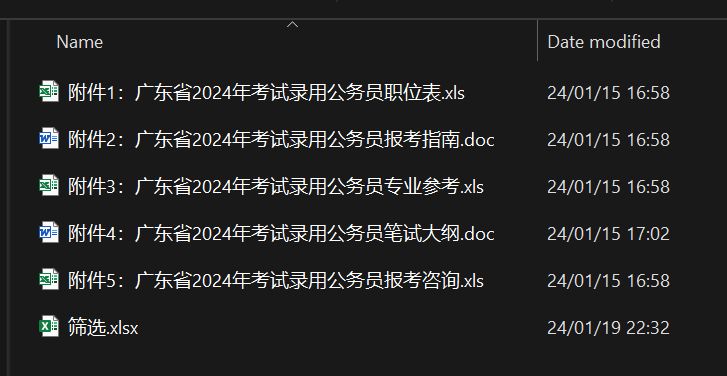 Name Date modified
附件1：广东省2024年考试录用公务员职位表.xls 24/01/15 16:58
附件2：广东省2024年考试录用公务员报考指南.doc 24/01/15 16:58
附件3：广东省2024年考试录用公务员专业参考.xls 24/01/15 16:58
附件4：广东省2024年考试录用公务员笔试大纲.doc 24/01/15 17:02
附件5：广东省2024年考试录用公务员报考咨询.xls 24/01/15 16:58
筛选.xlsx 24/01/19 22:32